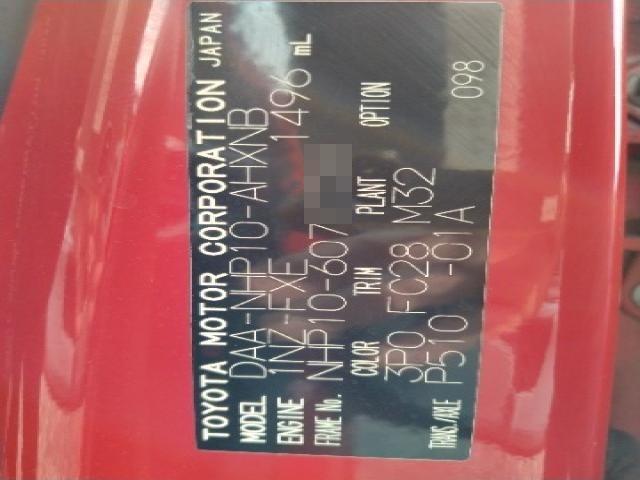 TOYOTA MOTOR CORPORATION JAPAN
MODEL DAA-NHP10-AHXNB
ENGINE 1NZ-FXE 1496 mL
FRAME No. NHP10-607
COLOR TRIM PLANT OPTION
3P0 FC28 M32
TRANS./AXLE P510 -01A 098